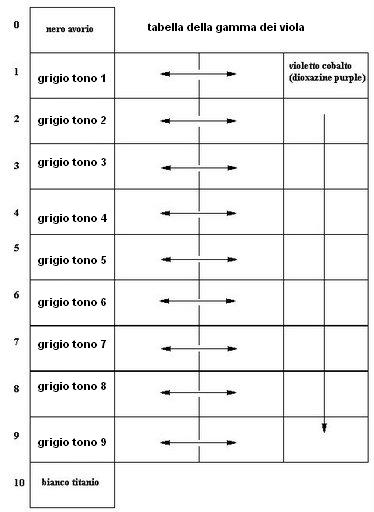 0 nero avorio tabella della gamma dei viola
violetto cobalto
(dioxazine purple)
1 grigio tono 1
2 grigio tono 2
3 grigio tono 3
4 grigio tono 4
5 grigio tono 5
6 grigio tono 6
7 grigio tono 7
8 grigio tono 8
9 grigio tono 9
10 bianco titanio